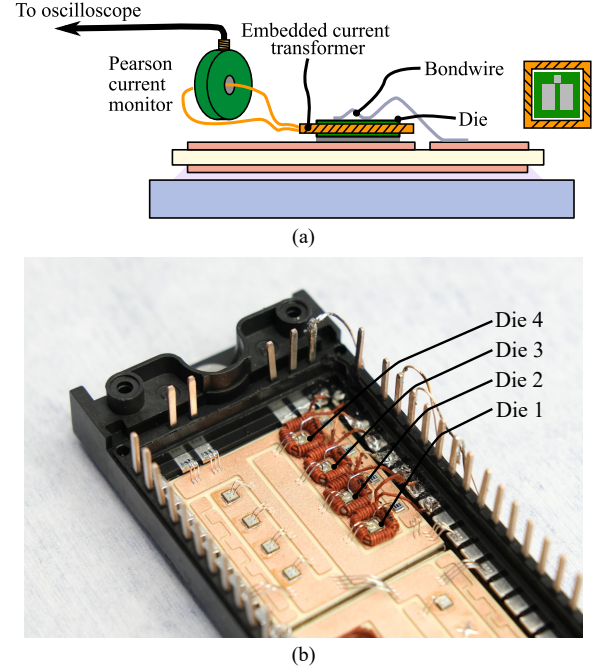 To oscilloscope
Embedded current
transformer
Pearson
current
monitor
Bondwire
Die
(a)
Die 4
Die 3
Die 2
Die 1
(b)